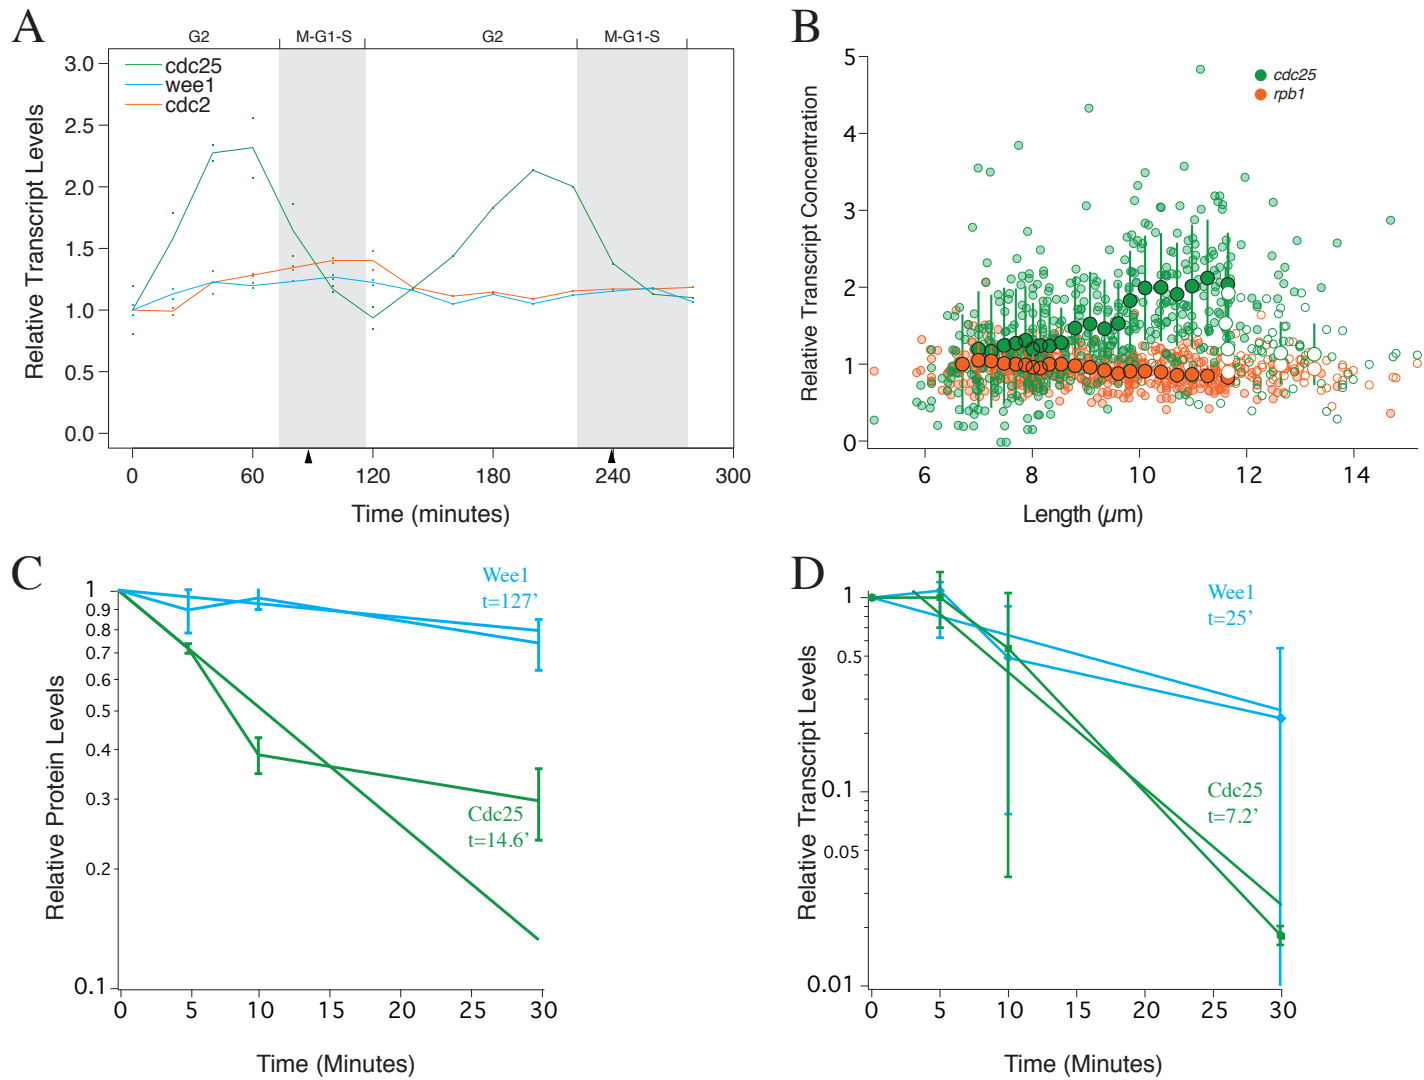 A
G2
M-G1-S
G2
M-G1-S
cdc25
wee1
cdc2
3.0
2.5
2.0
1.5
1.0
0.5
0.0
Relative Transcript Levels
0
60
120
180
240
300
Time (minutes)
B
cdc25
rpb1
5
4
3
2
1
0
Relative Transcript Concentration
6
8
10
12
14
Length (µm)
C
Wee1
t=127’
Cdc25
t=14.6’
1
0.9
0.8
0.7
0.6
0.5
0.4
0.3
0.2
0.1
Relative Protein Levels
0
5
10
15
20
25
30
Time (Minutes)
D
Wee1
t=25’
Cdc25
t=7.2’
1
0.5
0.1
0.05
0.01
Relative Transcript Levels
0
5
10
15
20
25
30
Time (Minutes)